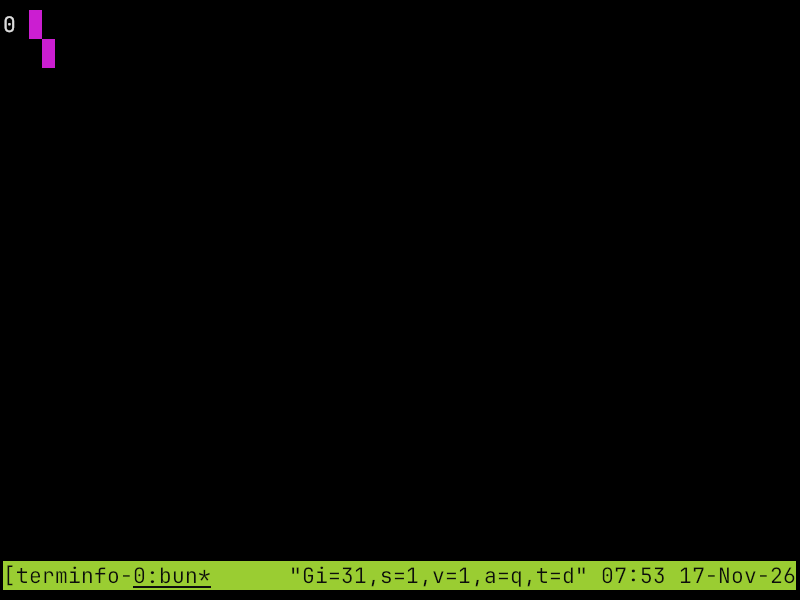 0
[terminfo-0:bun* "Gi=31,s=1,v=1,a=q,t=d" 07:53 17-Nov-26